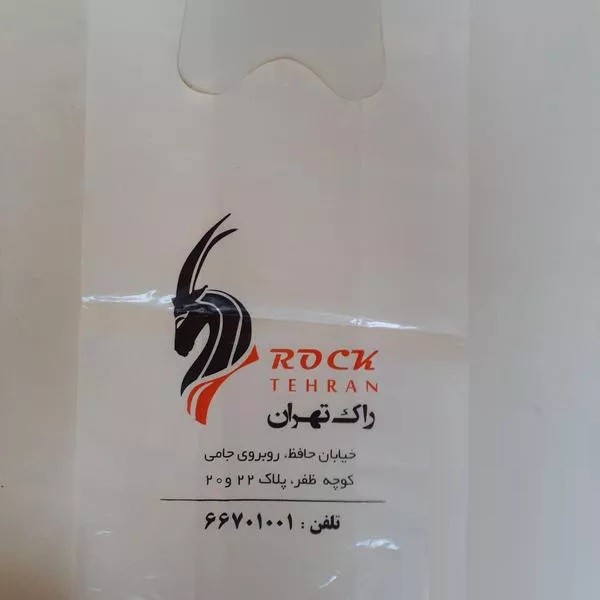 ROCK
TEHRAN
راک تهران
خیابان حافظ، روبروی جامی
کوچه ظفر، پلاک ۲۲ و ۲۰
تلفن : ۶۶۷۰۱۰۰۱